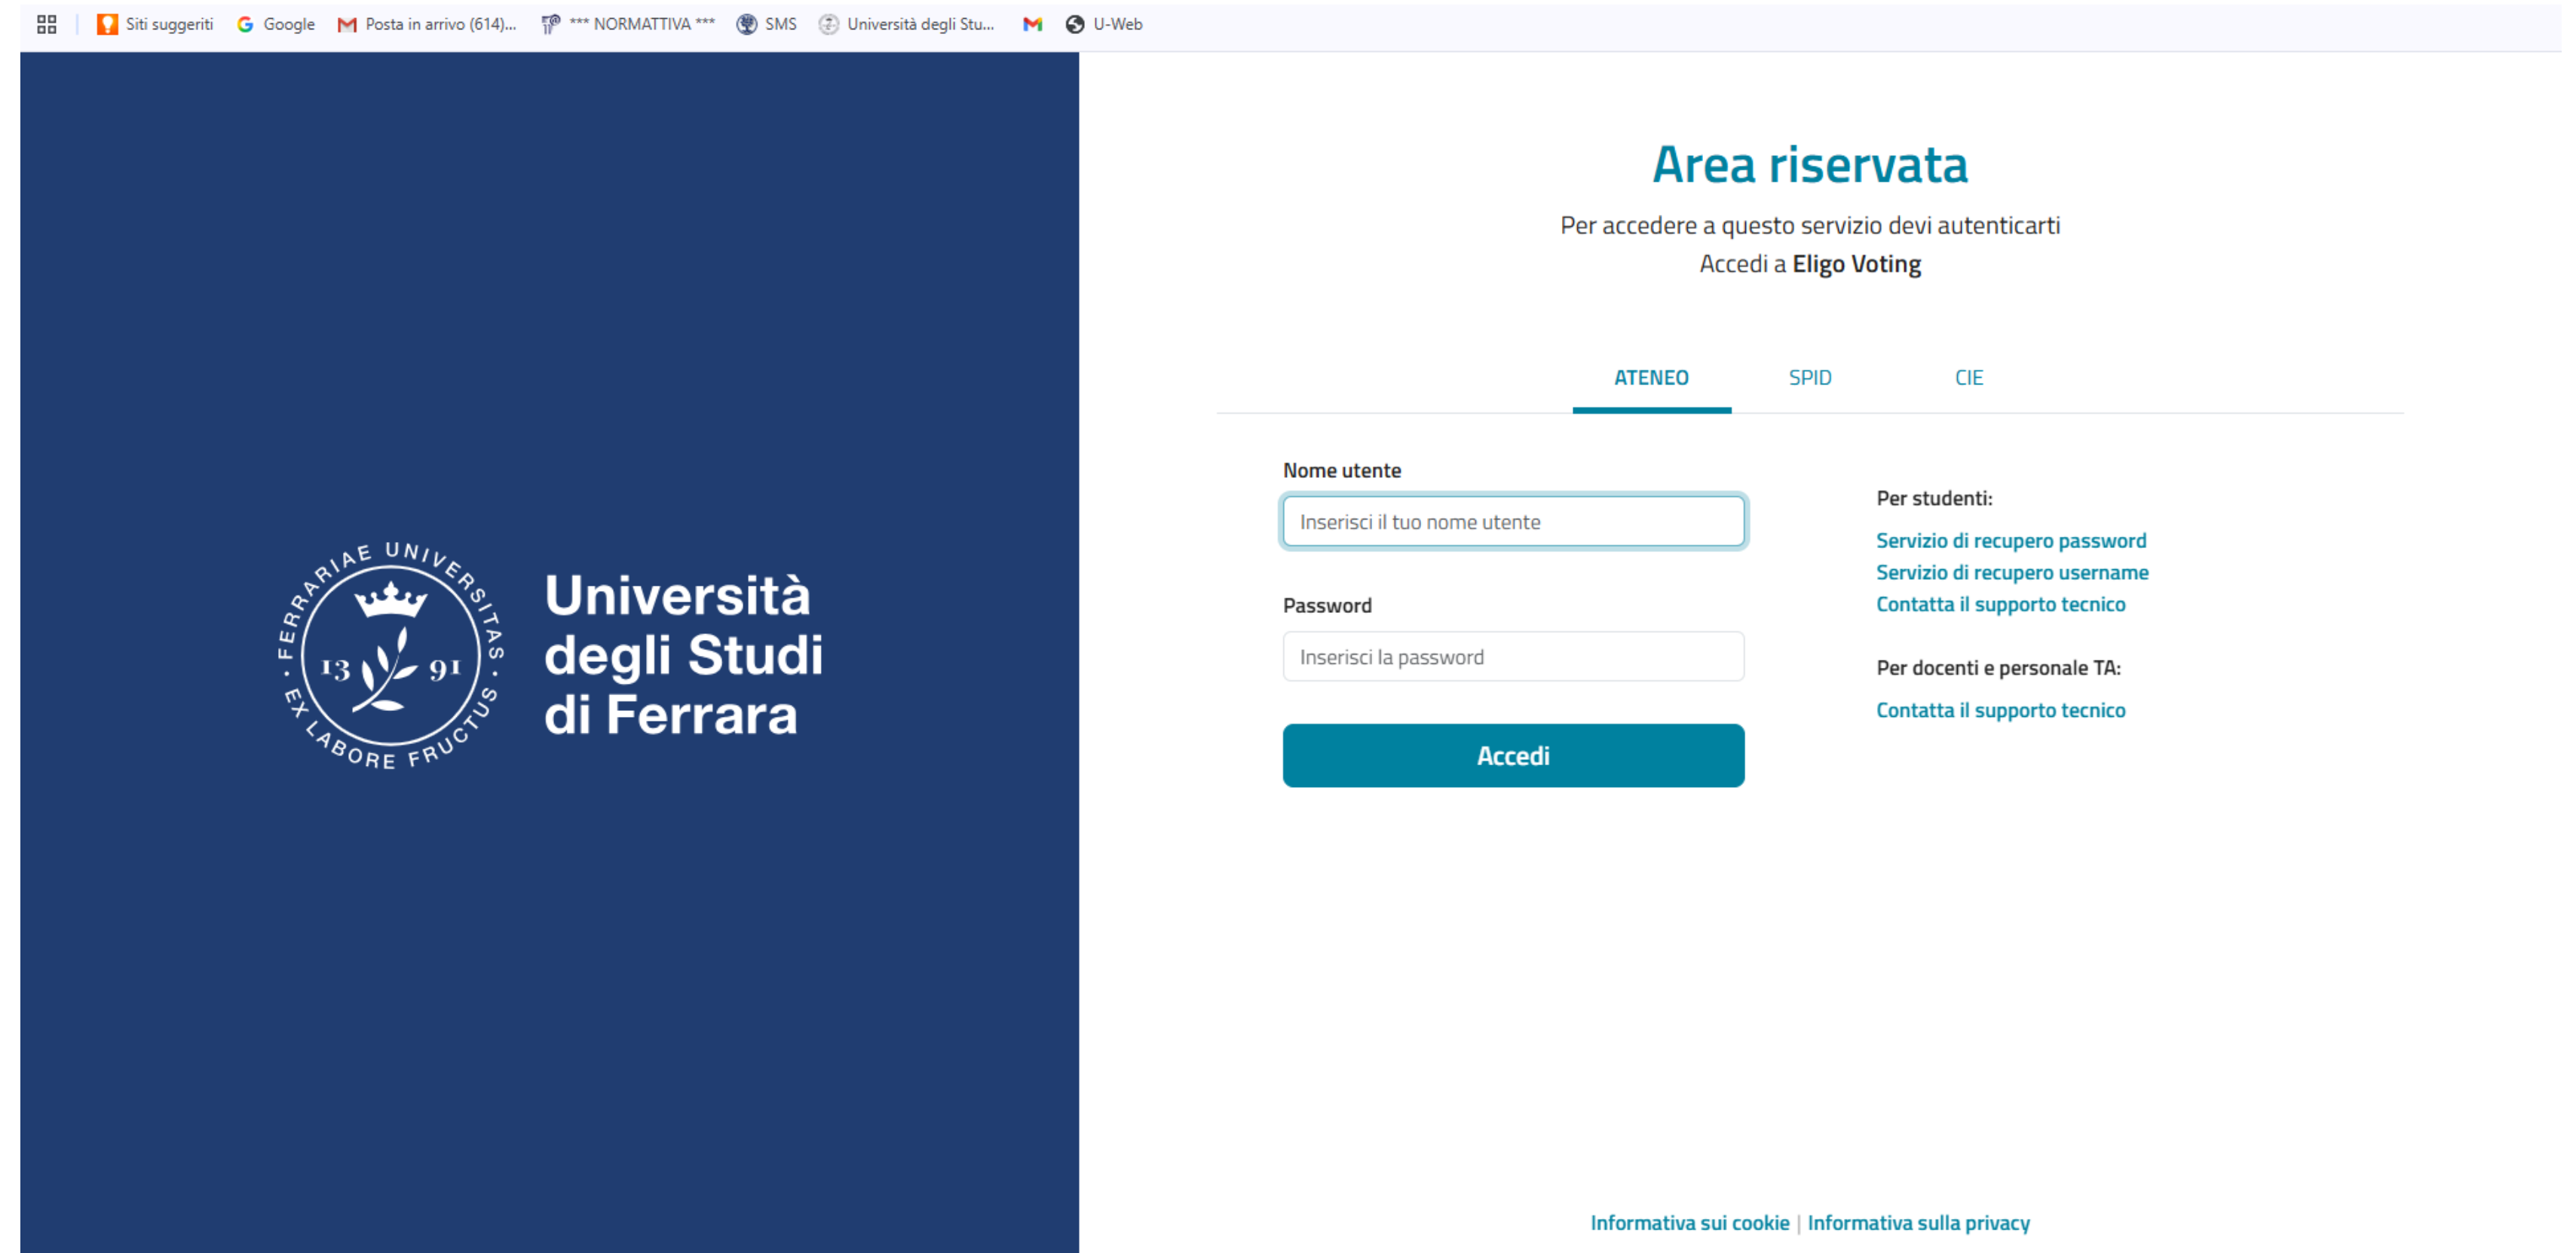 Siti suggeriti Google Posta in arrivo (614)... *** NORMATTIVA *** SMS Università degli Stu... U-Web
FERRARIAE UNIVERSITAS · EX LABORE FRUCTUS ·
13 91
Università
degli Studi
di Ferrara
Area riservata
Per accedere a questo servizio devi autenticarti
Accedi a Eligo Voting
ATENEO SPID CIE
Nome utente
Inserisci il tuo nome utente
Password
Inserisci la password
Accedi
Per studenti:
Servizio di recupero password
Servizio di recupero username
Contatta il supporto tecnico
Per docenti e personale TA:
Contatta il supporto tecnico
Informativa sui cookie | Informativa sulla privacy